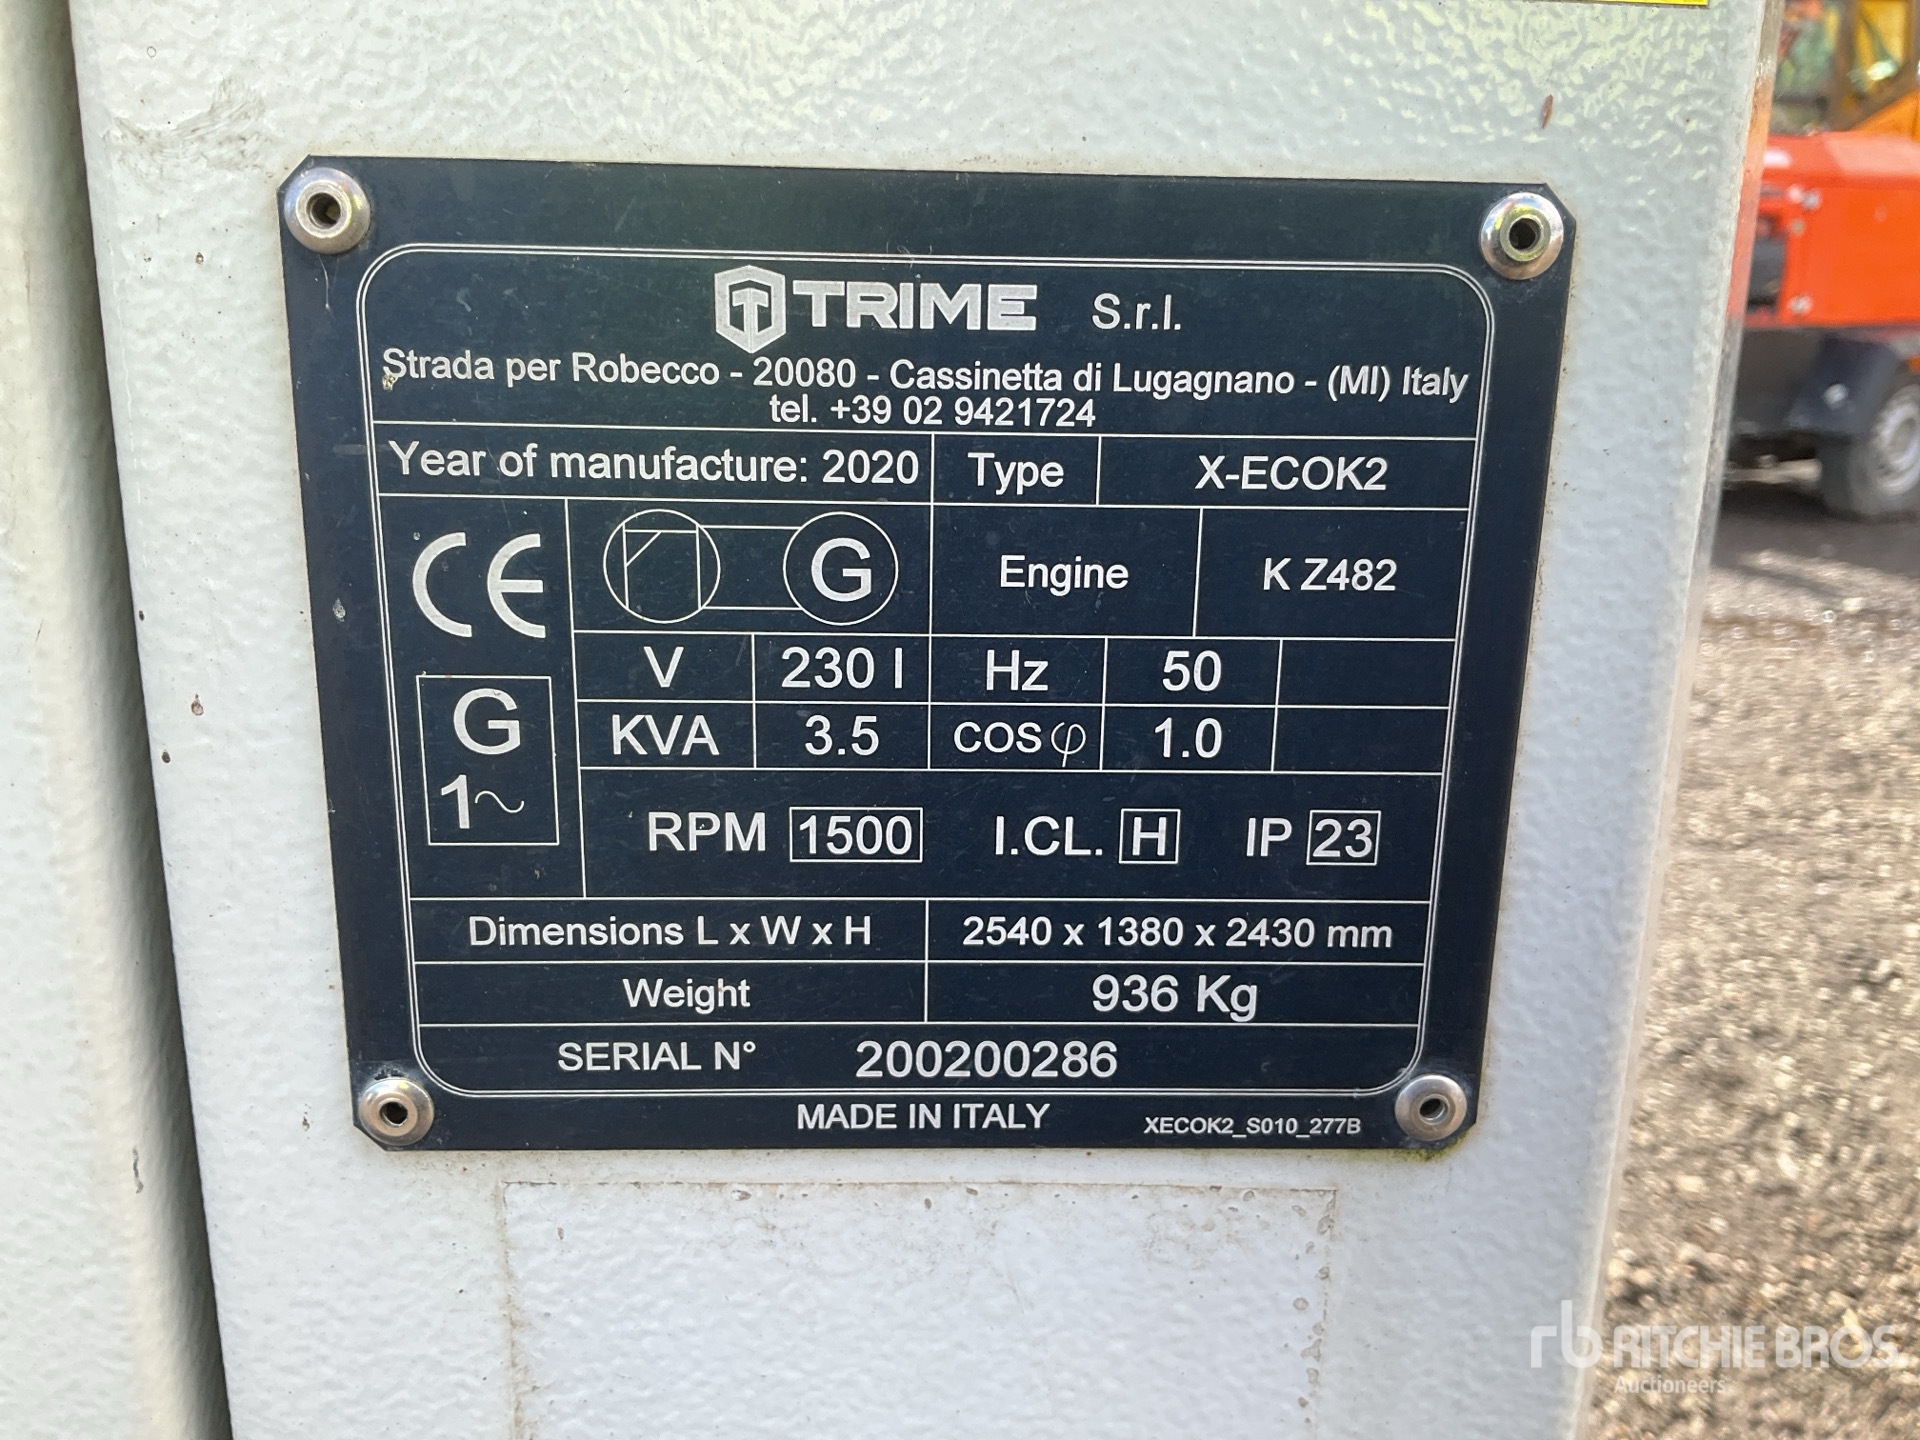 TRIME S.r.l.
Strada per Robecco - 20080 - Cassinetta di Lugagnano - (MI) Italy
tel. +39 02 9421724
Year of manufacture: 2020 Type X-ECOK2
CE G Engine K Z482
V 230 I Hz 50
G
1~
KVA 3.5 cos φ 1.0
RPM 1500 I.CL. H IP 23
Dimensions L x W x H 2540 x 1380 x 2430 mm
Weight 936 Kg
SERIAL N° 200200286
MADE IN ITALY XECOK2_S010_277B
rb RITCHIE BROS.
Auctioneers